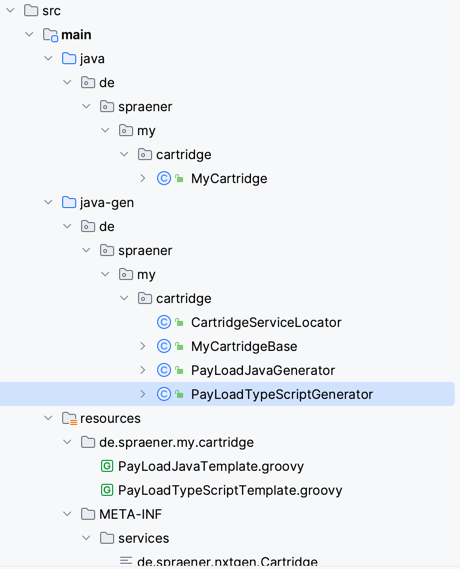 src
main
java
de
spraener
my
cartridge
MyCartridge
java-gen
de
spraener
my
cartridge
CartridgeServiceLocator
MyCartridgeBase
PayLoadJavaGenerator
PayLoadTypeScriptGenerator
resources
de.spraener.my.cartridge
PayLoadJavaTemplate.groovy
PayLoadTypeScriptTemplate.groovy
META-INF
services
de.spraener.nxtgen.Cartridge